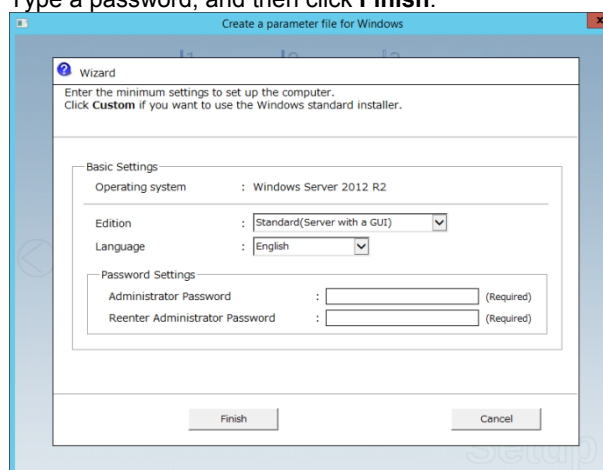 Type a password, and then click Finish.
Create a parameter file for Windows
x
1 2 3
? Wizard
Enter the minimum settings to set up the computer.
Click Custom if you want to use the Windows standard installer.
Basic Settings
Operating system : Windows Server 2012 R2
Edition : Standard(Server with a GUI)
Language : English
Password Settings
Administrator Password : (Required)
Reenter Administrator Password : (Required)
Finish Cancel
Setup